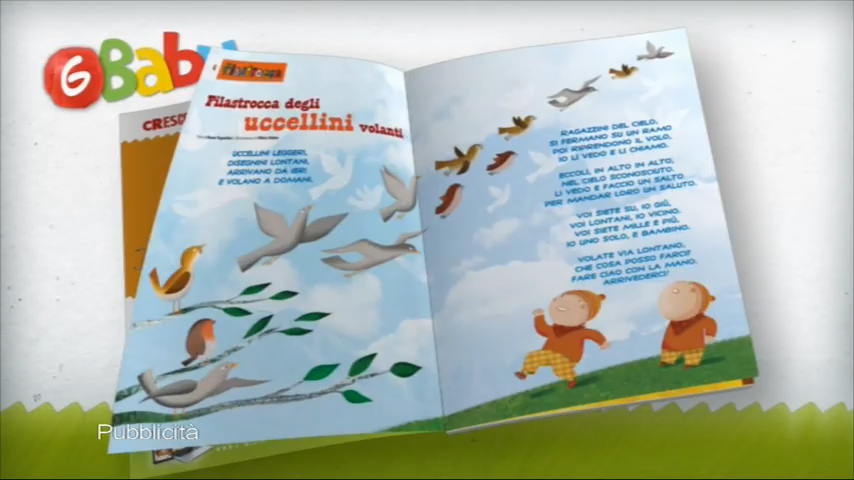 GBaby
CRESC
Filastrocca
Filastrocca degli
uccellini volanti
UCCELLINI LEGGERI,
DISEGNINI LONTANI,
ARRIVANO DA IERI
E VOLANO A DOMANI.
RAGAZZINI DEL CIELO,
SI FERMANO SU UN RAMO
POI RIPRENDONO IL VOLO,
IO LI VEDO E LI CHIAMO.
ECCOLI, IN ALTO IN ALTO,
NEL CIELO SCONOSCIUTO.
LI VEDO E FACCIO UN SALTO
PER MANDAR LORO UN SALUTO.
VOI SIETE SU, IO GIÙ,
VOI LONTANI, IO VICINO.
VOI SIETE MILLE E PIÙ,
IO UNO SOLO, E BAMBINO.
VOLATE VIA LONTANO,
CHE COSA POSSO FARCI?
FARE CIAO CON LA MANO.
ARRIVEDERCI!
Pubblicità